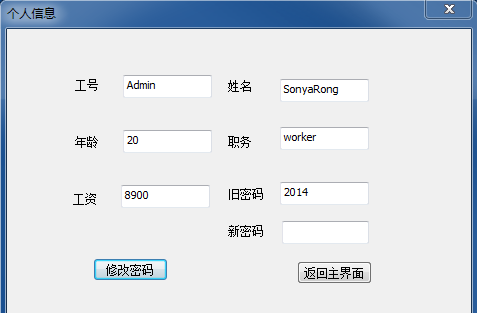 个人信息
工号 Admin 姓名 SonyaRong
年龄 20 职务 worker
工资 8900 旧密码 2014
新密码
修改密码 返回主界面